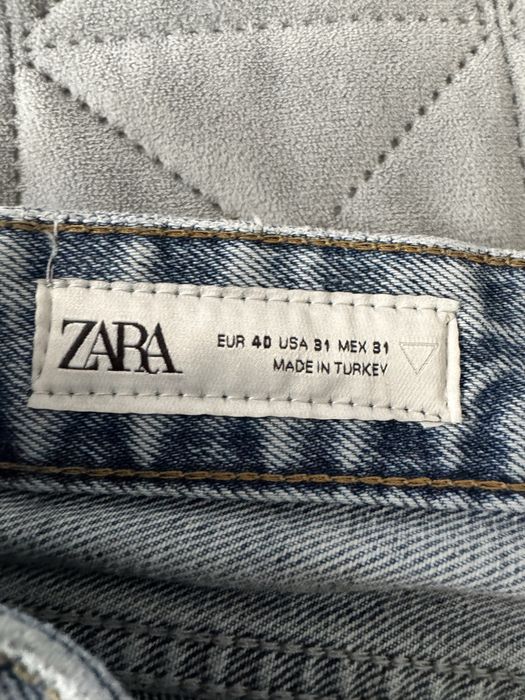 ZARA
EUR 40 USA 31 MEX 31
MADE IN TURKEY